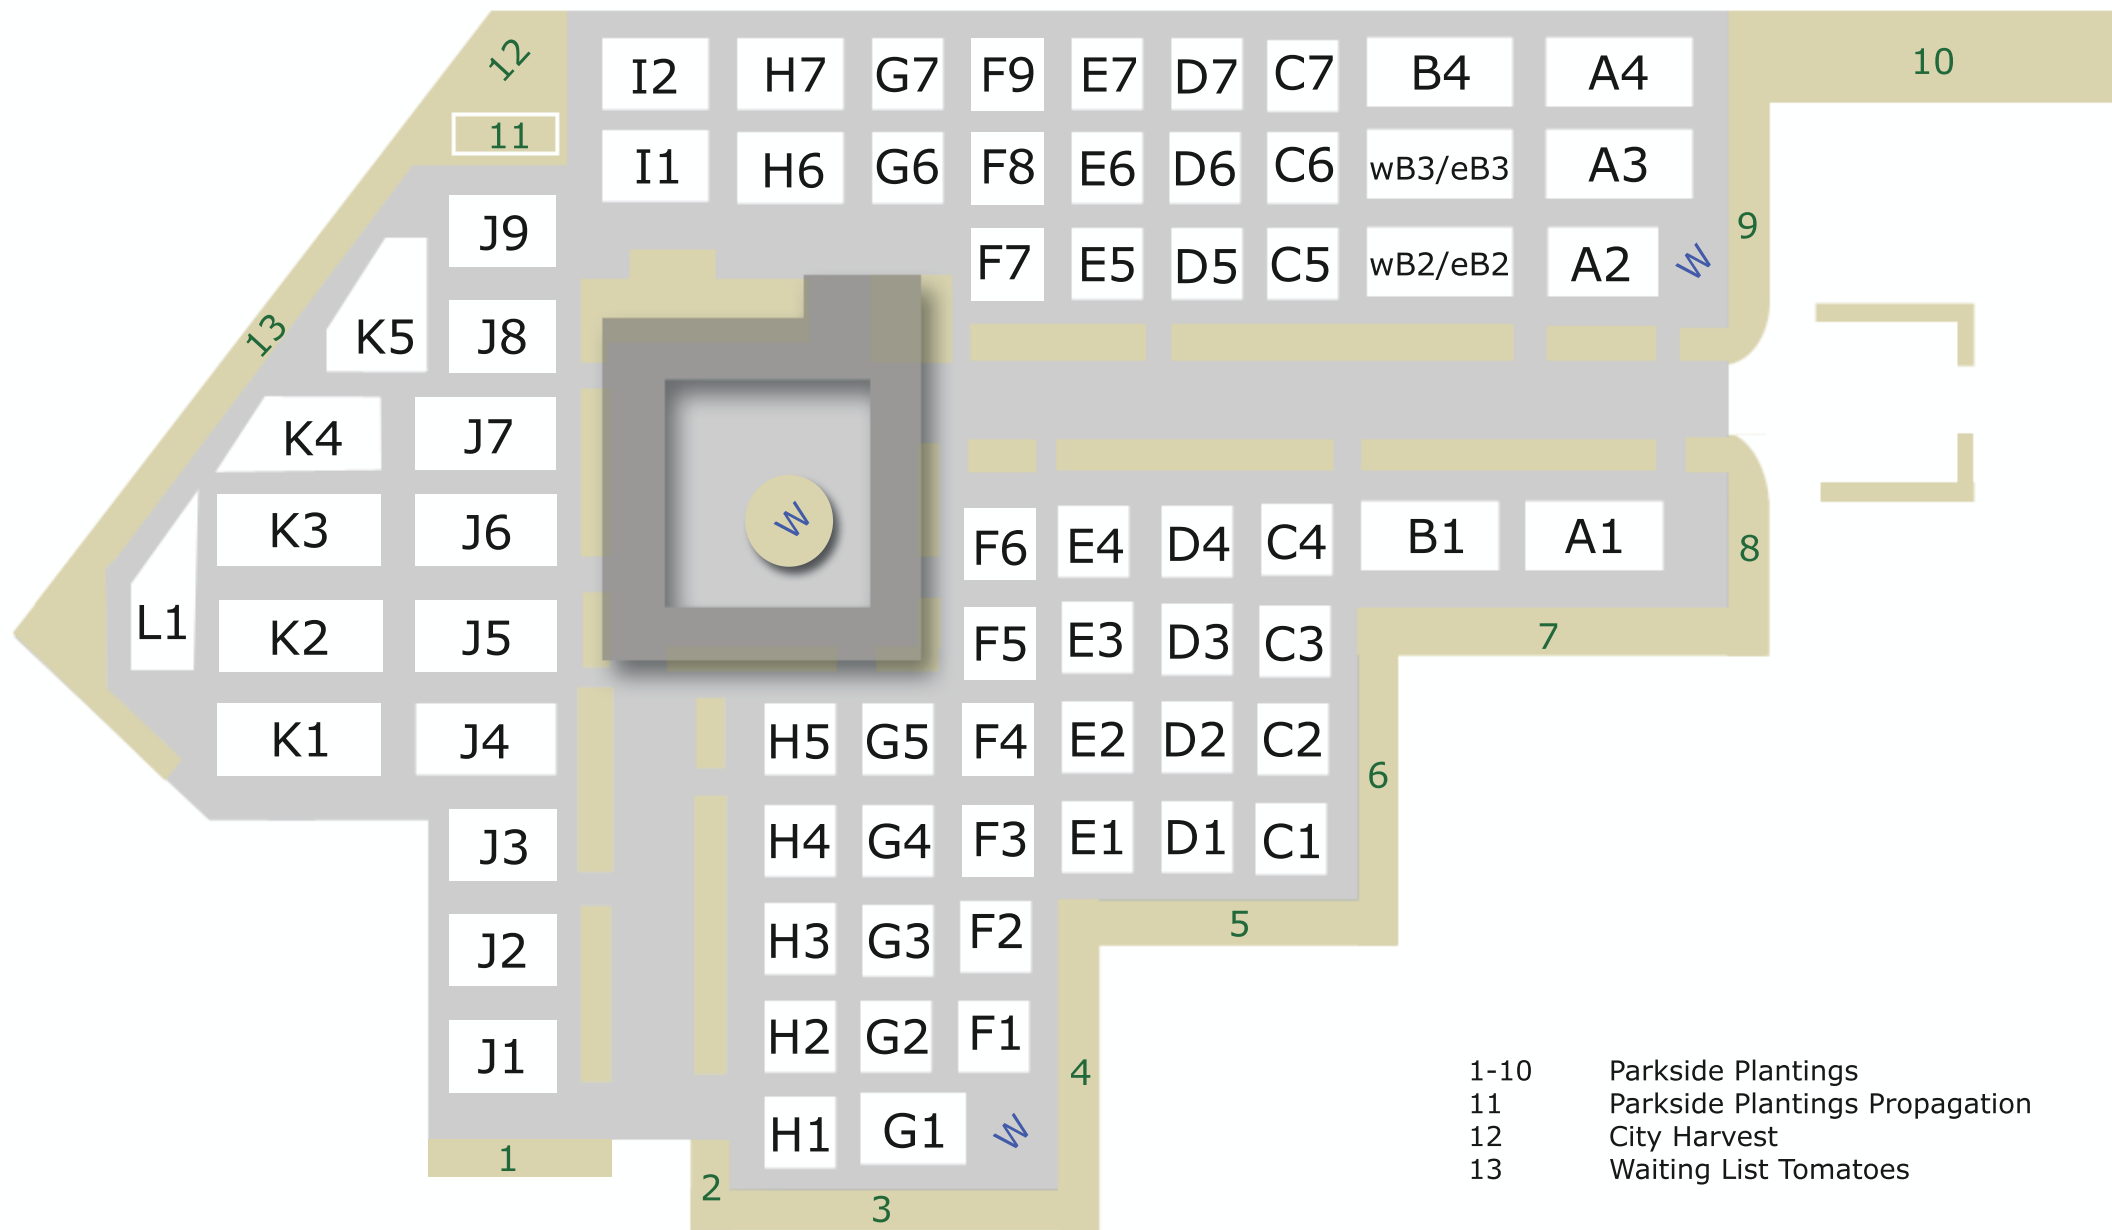 12
I2 H7 G7 F9 E7 D7 C7 B4 A4
10
11
I1 H6 G6 F8 E6 D6 C6 wB3/eB3 A3
J9
9
F7 E5 D5 C5 wB2/eB2 A2 W
13
K5 J8
K4 J7
K3 J6
W
F6 E4 D4 C4 B1 A1
8
L1 K2 J5
F5 E3 D3 C3
7
K1 J4
H5 G5 F4 E2 D2 C2
6
J3
H4 G4 F3 E1 D1 C1
J2
H3 G3 F2
5
J1
H2 G2 F1
4
H1 G1 W
1
2
3
1-10 Parkside Plantings
11 Parkside Plantings Propagation
12 City Harvest
13 Waiting List Tomatoes